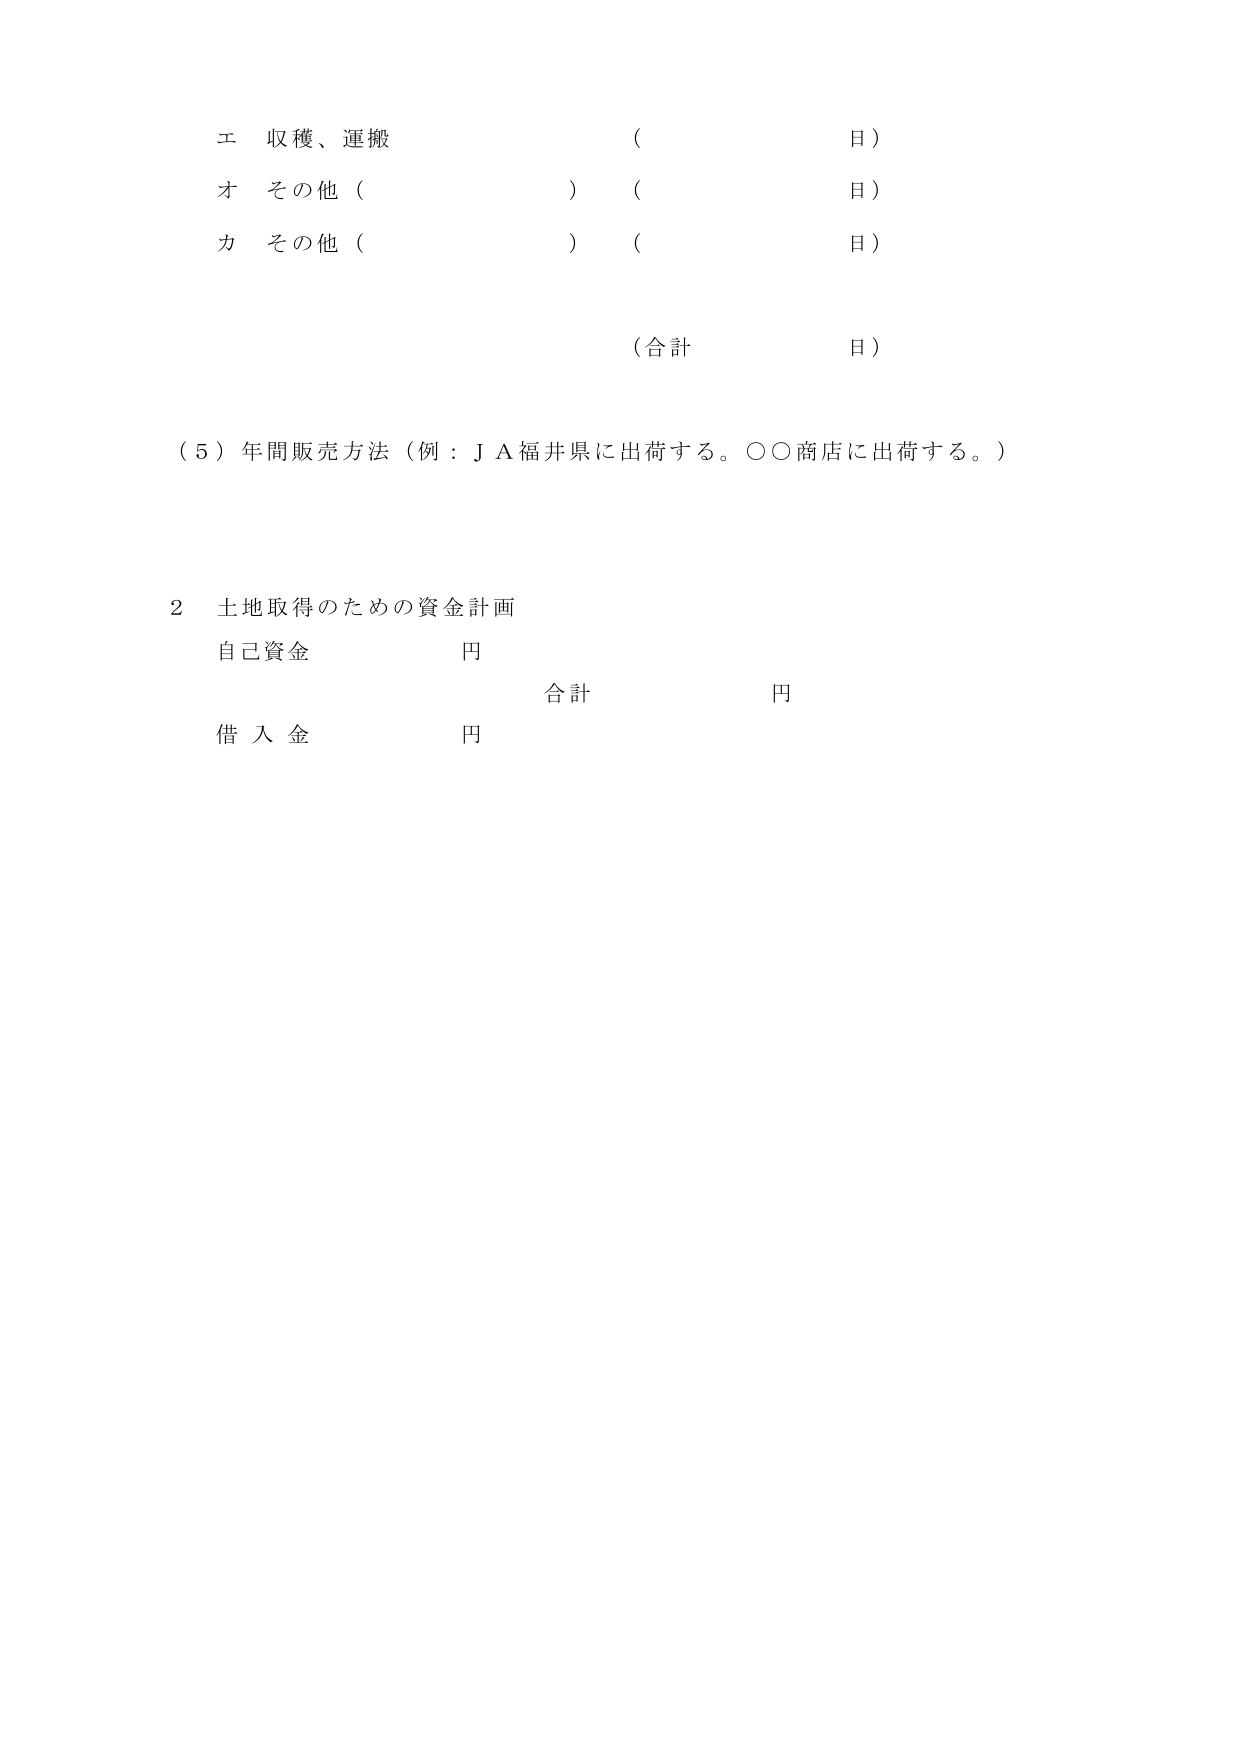 エ　収穫、運搬　　　　　　　　　　（　　　　　　　　日）
オ　その他（　　　　　　　　）　（　　　　　　　　日）
カ　その他（　　　　　　　　）　（　　　　　　　　日）
（合計　　　　　　日）
（５）年間販売方法（例：ＪＡ福井県に出荷する。〇〇商店に出荷する。）
２　土地取得のための資金計画
自己資金　　　　　　円
合計　　　　　　　円
借 入 金　　　　　　円